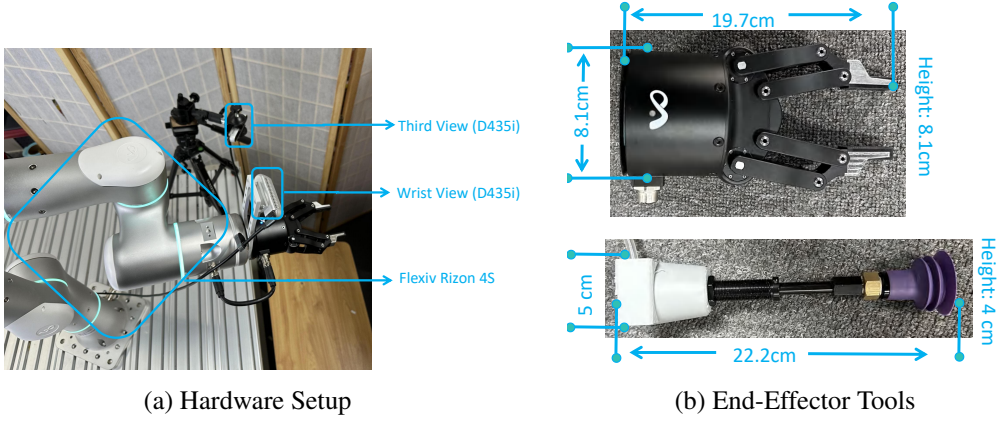 Third View (D435i)
Wrist View (D435i)
Flexiv Rizon 4S
(a) Hardware Setup
19.7cm
8.1cm
Height: 8.1cm
5 cm
22.2cm
Height: 4 cm
(b) End-Effector Tools